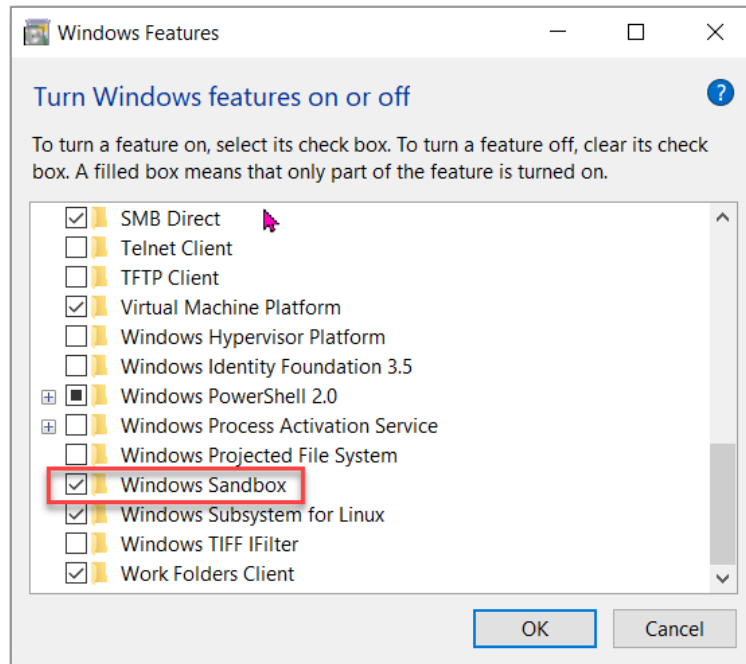 Windows Features
Turn Windows features on or off
?
To turn a feature on, select its check box. To turn a feature off, clear its check
box. A filled box means that only part of the feature is turned on.
SMB Direct
Telnet Client
TFTP Client
Virtual Machine Platform
Windows Hypervisor Platform
Windows Identity Foundation 3.5
Windows PowerShell 2.0
Windows Process Activation Service
Windows Projected File System
Windows Sandbox
Windows Subsystem for Linux
Windows TIFF IFilter
Work Folders Client
OK Cancel